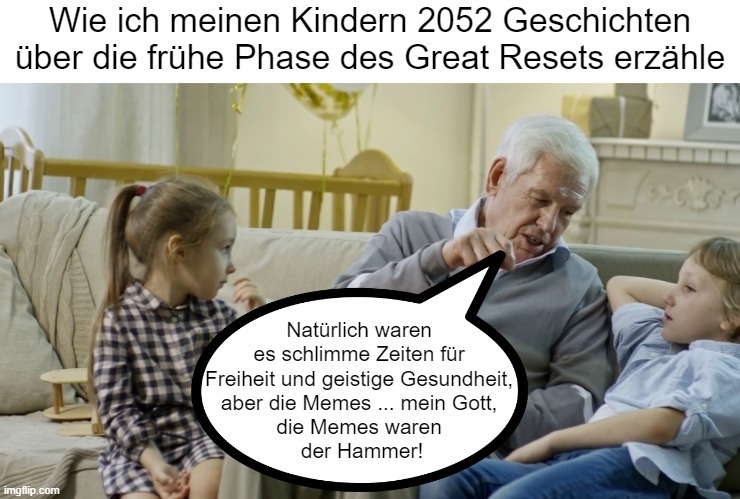 Wie ich meinen Kindern 2052 Geschichten
über die frühe Phase des Great Resets erzähle
Natürlich waren
es schlimme Zeiten für
Freiheit und geistige Gesundheit,
aber die Memes ... mein Gott,
die Memes waren
der Hammer!
imgflip.com